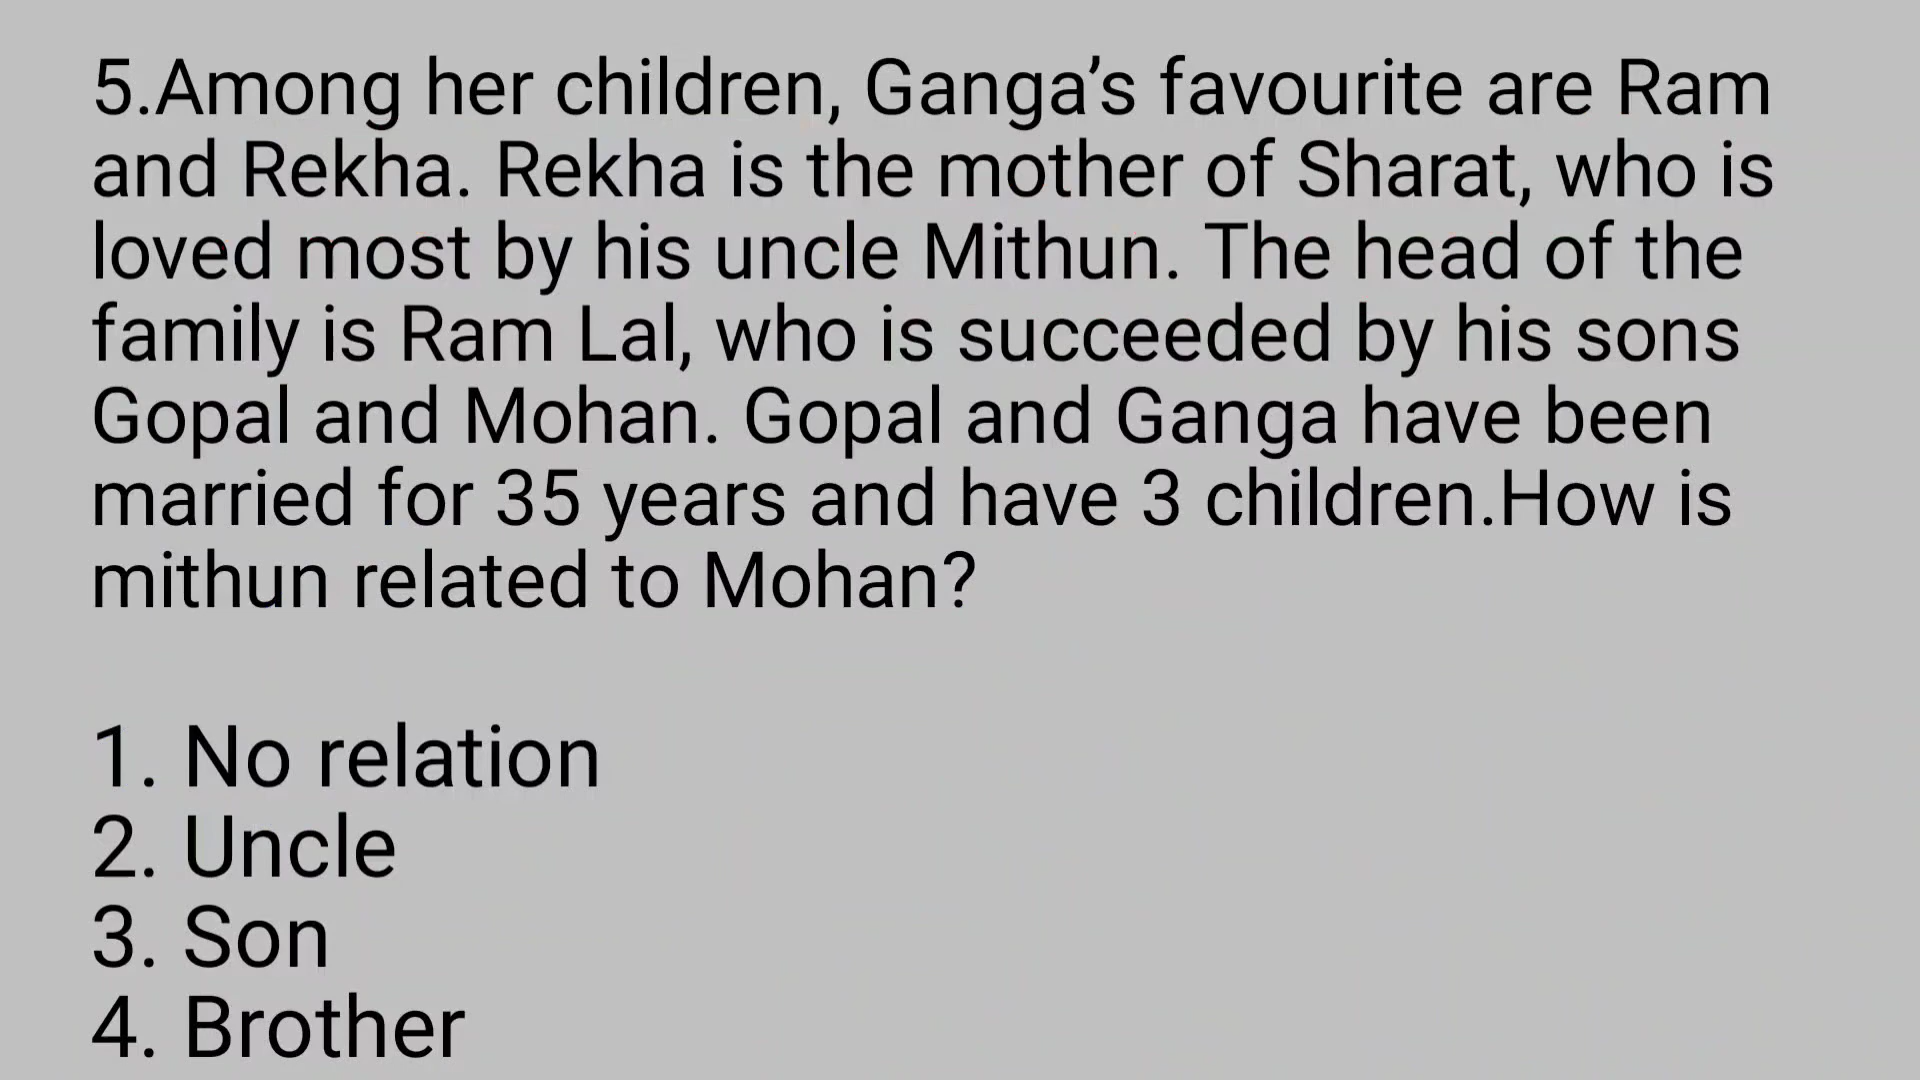 5.Among her children, Ganga’s favourite are Ram
and Rekha. Rekha is the mother of Sharat, who is
loved most by his uncle Mithun. The head of the
family is Ram Lal, who is succeeded by his sons
Gopal and Mohan. Gopal and Ganga have been
married for 35 years and have 3 children.How is
mithun related to Mohan?
1. No relation
2. Uncle
3. Son
4. Brother